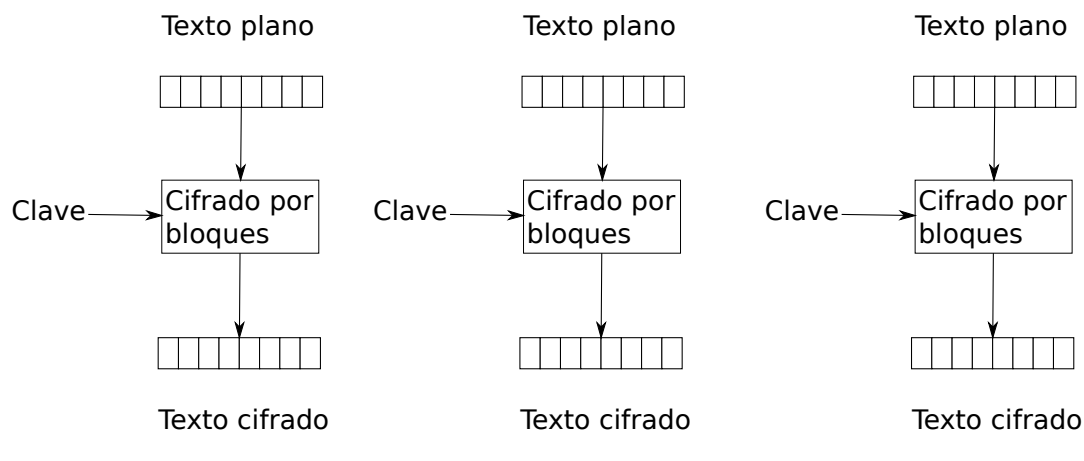 Texto plano
Texto plano
Texto plano
Clave
Cifrado por
bloques
Clave
Cifrado por
bloques
Clave
Cifrado por
bloques
Texto cifrado
Texto cifrado
Texto cifrado